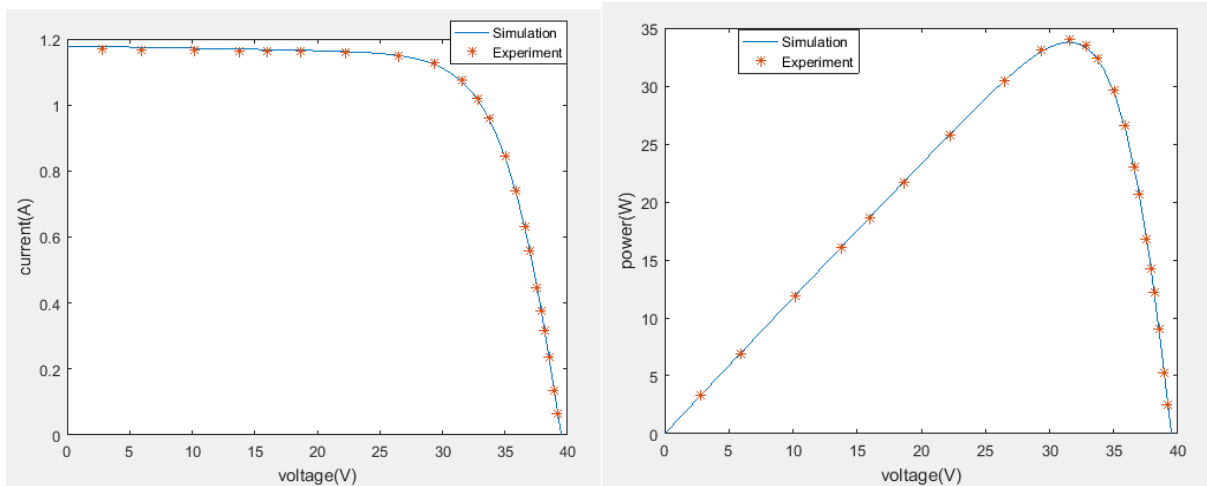 Simulation
Experiment
1.2
1
0.8
0.6
0.4
0.2
0
current(A)
0 5 10 15 20 25 30 35 40
voltage(V)
Simulation
Experiment
35
30
25
20
15
10
5
0
power(W)
0 5 10 15 20 25 30 35 40
voltage(V)